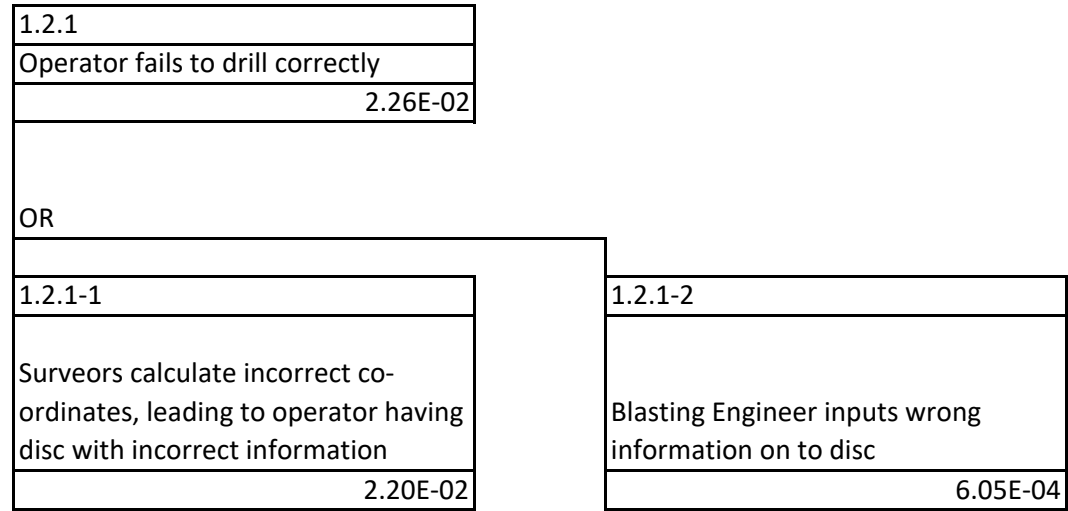 1.2.1
Operator fails to drill correctly
2.26E-02
OR
1.2.1-1
Surveors calculate incorrect co-
ordinates, leading to operator having
disc with incorrect information
2.20E-02
1.2.1-2
Blasting Engineer inputs wrong
information on to disc
6.05E-04